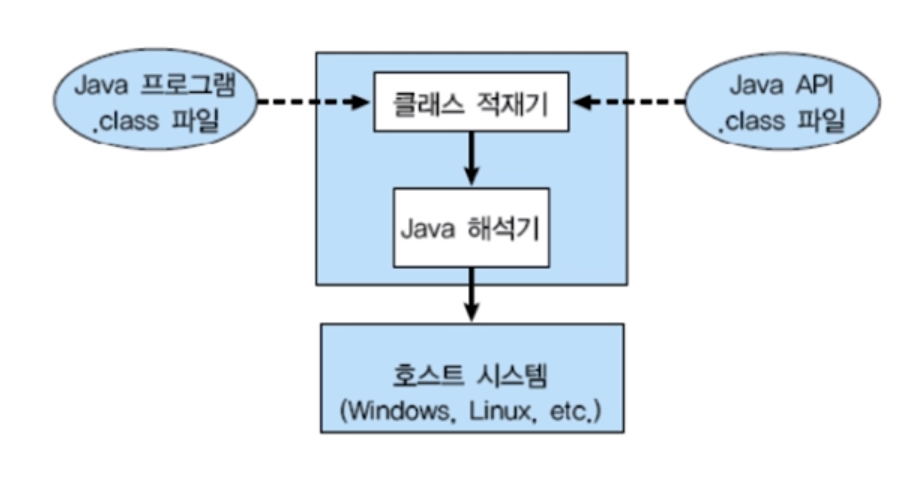 Java 프로그램
.class 파일
클래스 적재기
Java API
.class 파일
Java 해석기
호스트 시스템
(Windows, Linux, etc.)